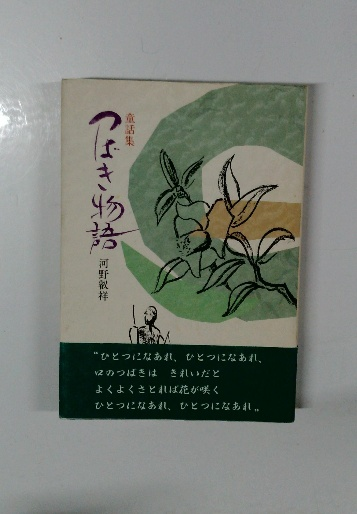 童話集
つばき物語
河野叡祥
“ひとつになあれ、ひとつになあれ、
口のつばきは　きれいだと
よくよくさとれば花が咲く
ひとつになあれ、ひとつになあれ„